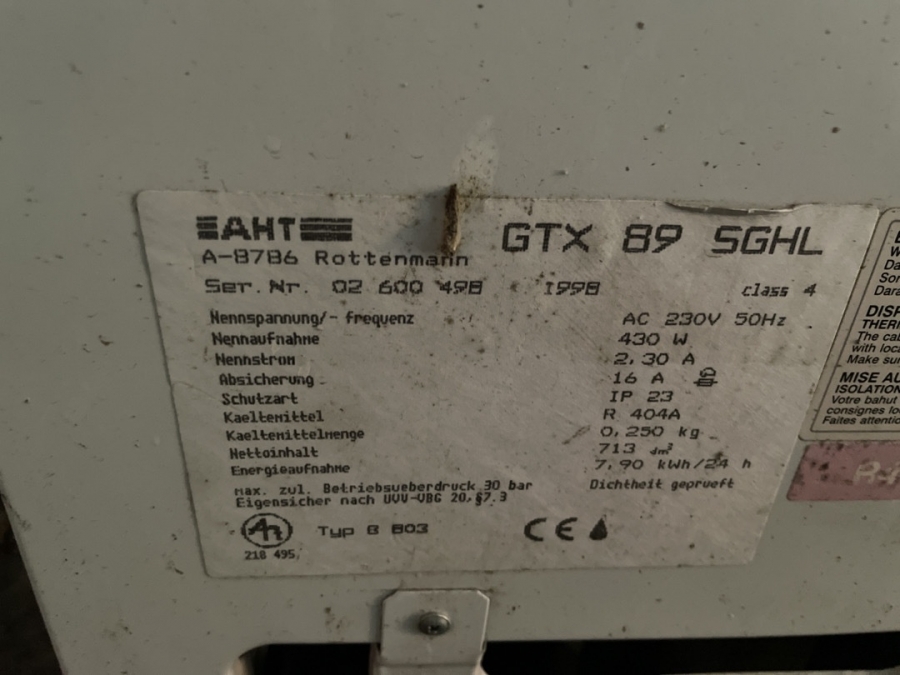 AHT
GTX 89 SGHL
A-8786 Rottenmann
Ser.Nr. 02 600 498 1998 class 4
Nennspannung/- frequenz AC 230V 50Hz
Nennaufnahme 430 W
Nennstrom 2,30 A
Absicherung 16 A
Schutzart IP 23
Kaeltemittel R 404A
Kaeltemittelmenge 0,250 kg
Nettoinhalt 713 dm³
Energieaufnahme 7,90 kWh/24 h
max. zul. Betriebsueberdruck 30 bar Dichtheit geprueft
Eigensicher nach UVV-VBG 20,§7.3
Typ B 803
CE
218 495
DISP
THER
The cab
with loca
Make sur
MISE AU
ISOLATION
Votre bahut
consignes lo
Faites attentio